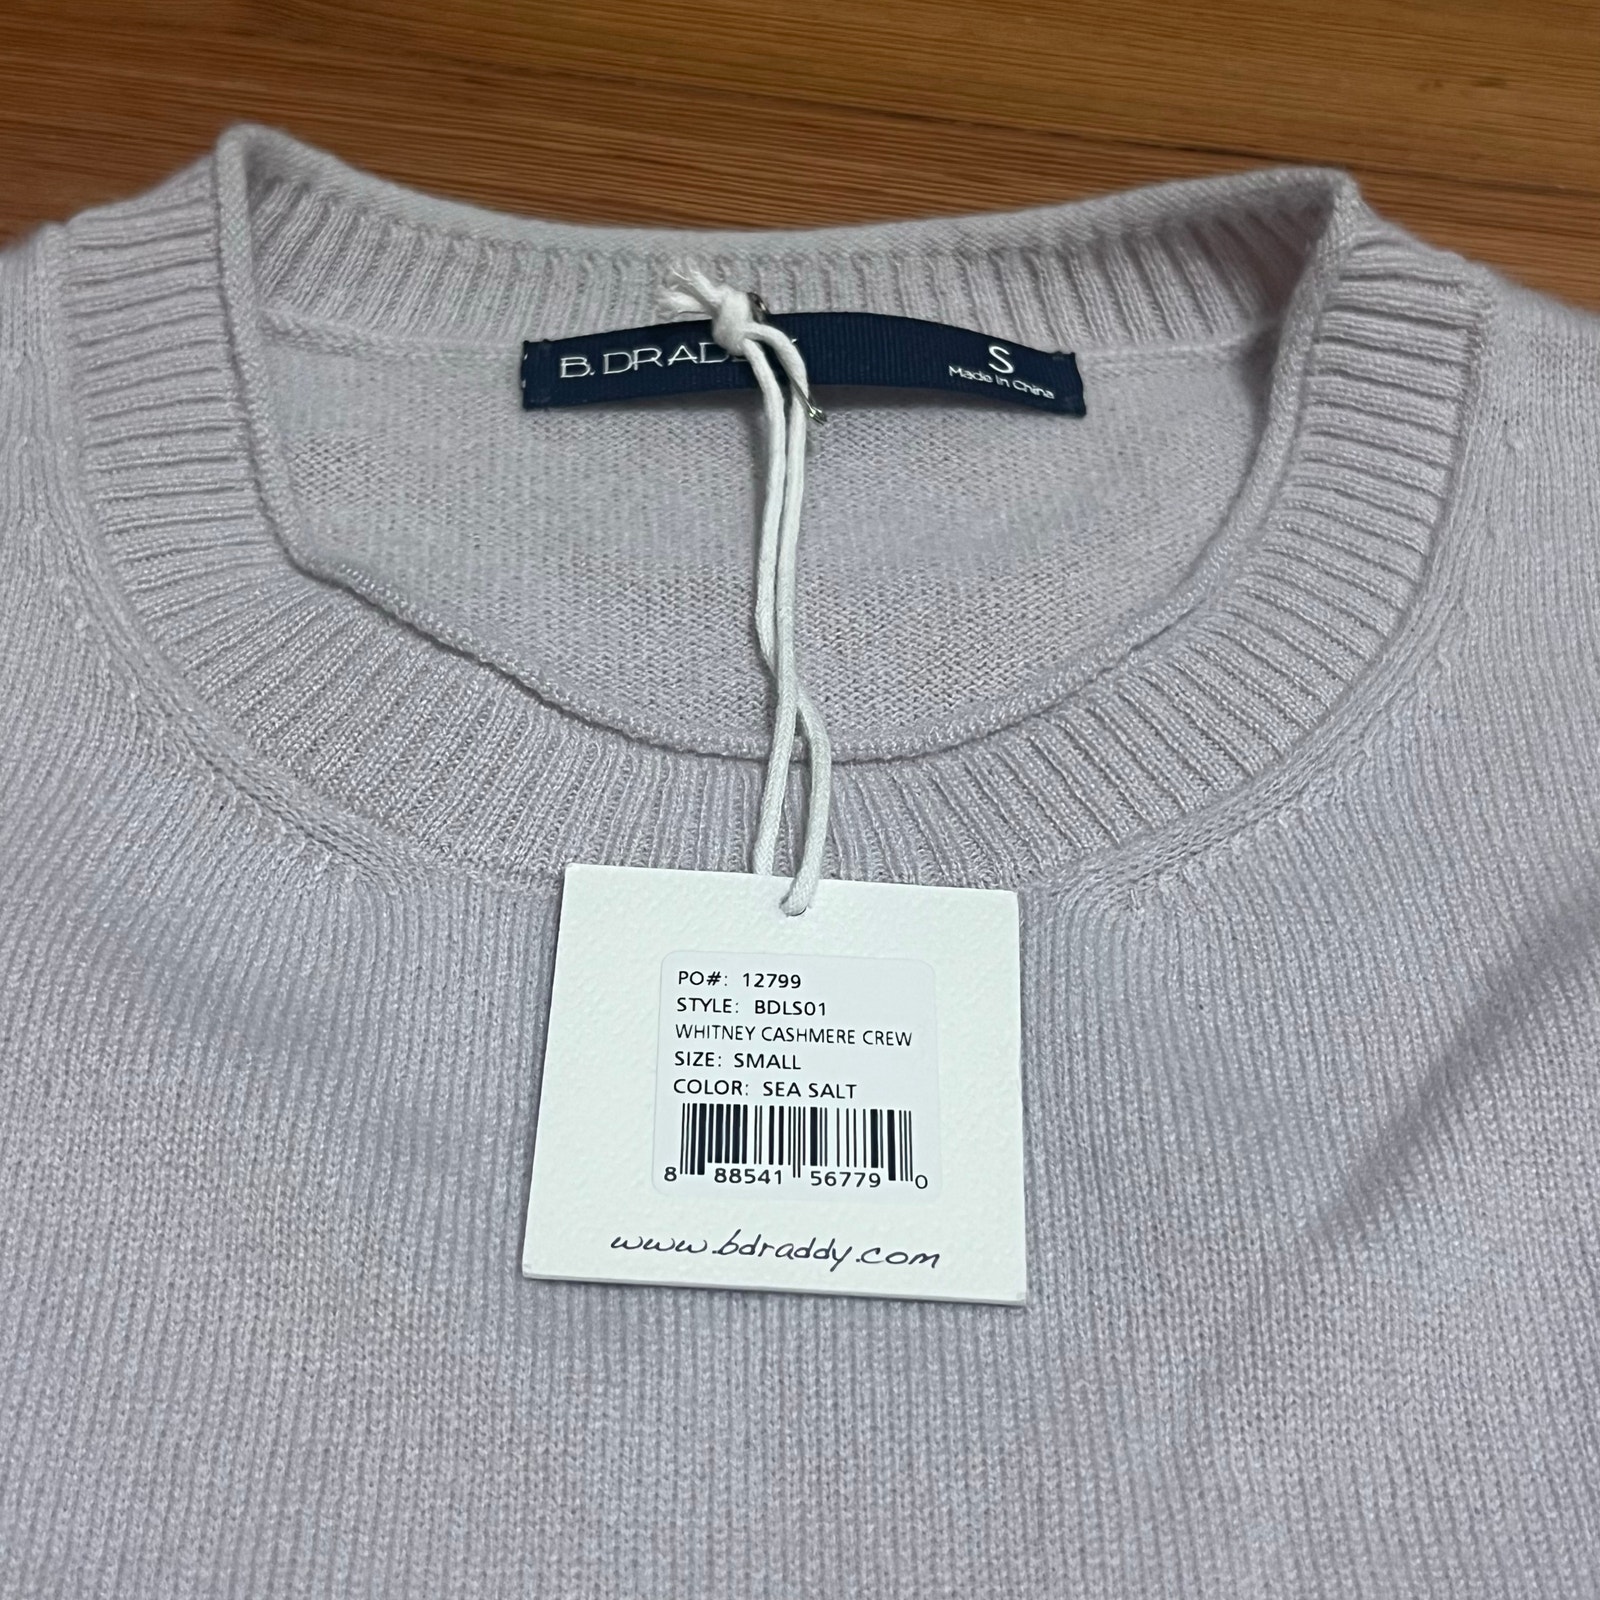 B. DRADDY
S
Made in China
PO#: 12799
STYLE: BDLS01
WHITNEY CASHMERE CREW
SIZE: SMALL
COLOR: SEA SALT
8 88541 56779 0
www.bdraddy.com